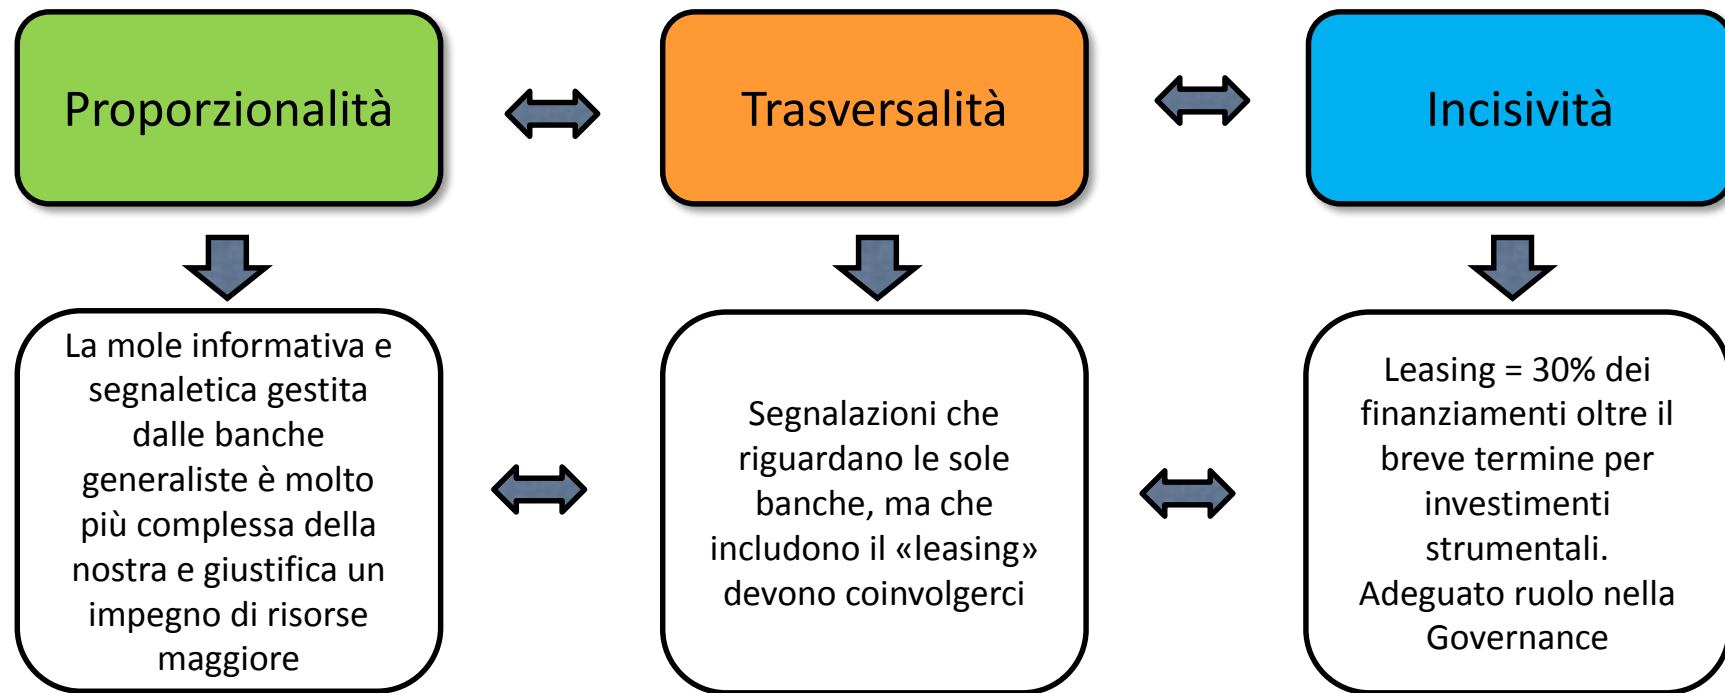 Proporzionalità
Trasversalità
Incisività
La mole informativa e
segnaletica gestita
dalle banche
generaliste è molto
più complessa della
nostra e giustifica un
impegno di risorse
maggiore
Segnalazioni che
riguardano le sole
banche, ma che
includono il «leasing»
devono coinvolgerci
Leasing = 30% dei
finanziamenti oltre il
breve termine per
investimenti
strumentali.
Adeguato ruolo nella
Governance